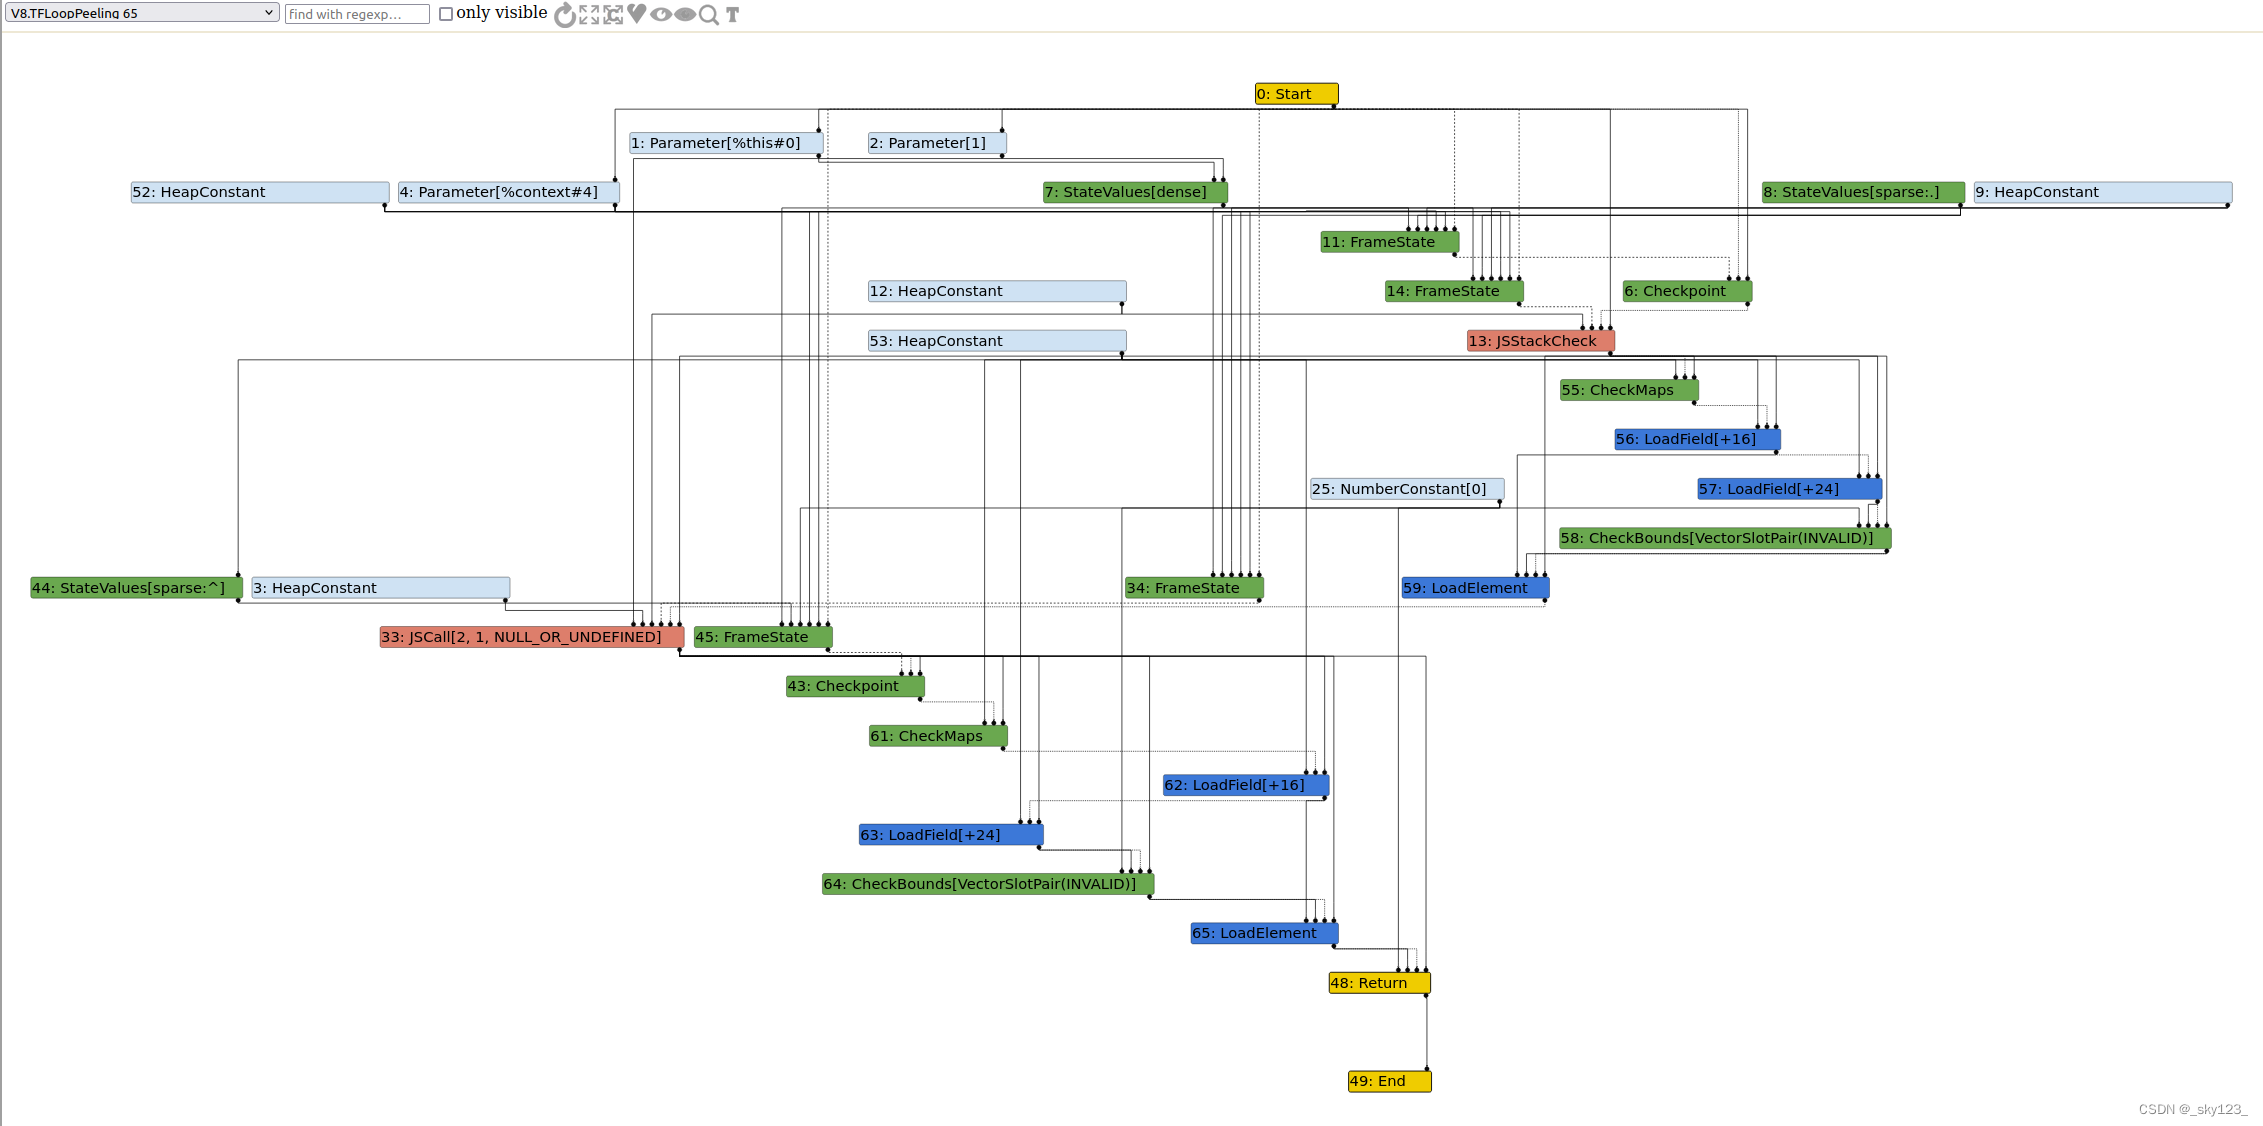 V8.TFLoopPeeling 65
find with regexp...
only visible
T
0: Start
1: Parameter[%this#0]
2: Parameter[1]
52: HeapConstant
4: Parameter[%context#4]
7: StateValues[dense]
8: StateValues[sparse:.]
9: HeapConstant
11: FrameState
12: HeapConstant
14: FrameState
6: Checkpoint
53: HeapConstant
13: JSStackCheck
55: CheckMaps
56: LoadField[+16]
25: NumberConstant[0]
57: LoadField[+24]
58: CheckBounds[VectorSlotPair(INVALID)]
44: StateValues[sparse:^]
3: HeapConstant
34: FrameState
59: LoadElement
33: JSCall[2, 1, NULL_OR_UNDEFINED]
45: FrameState
43: Checkpoint
61: CheckMaps
62: LoadField[+16]
63: LoadField[+24]
64: CheckBounds[VectorSlotPair(INVALID)]
65: LoadElement
48: Return
49: End
CSDN @_sky123_